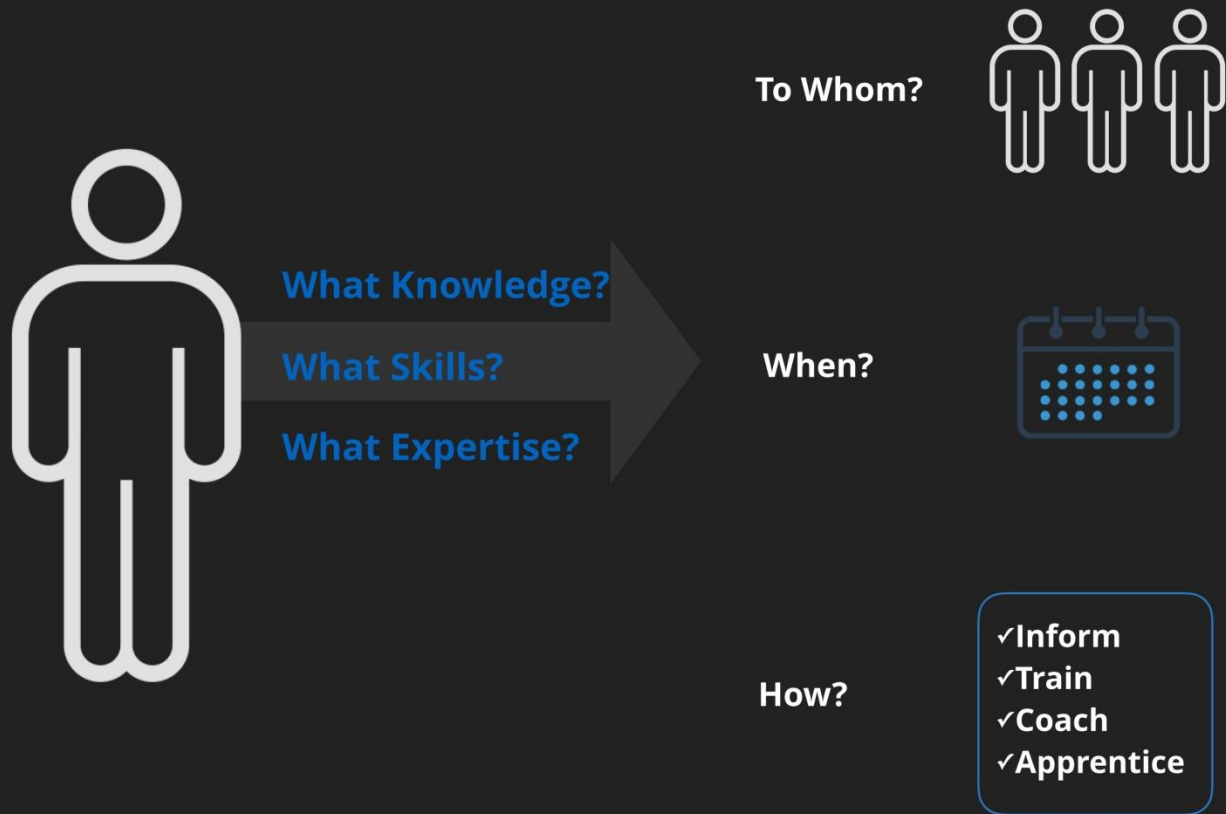 To Whom?
What Knowledge?
What Skills?
What Expertise?
When?
How?
✓Inform
✓Train
✓Coach
✓Apprentice